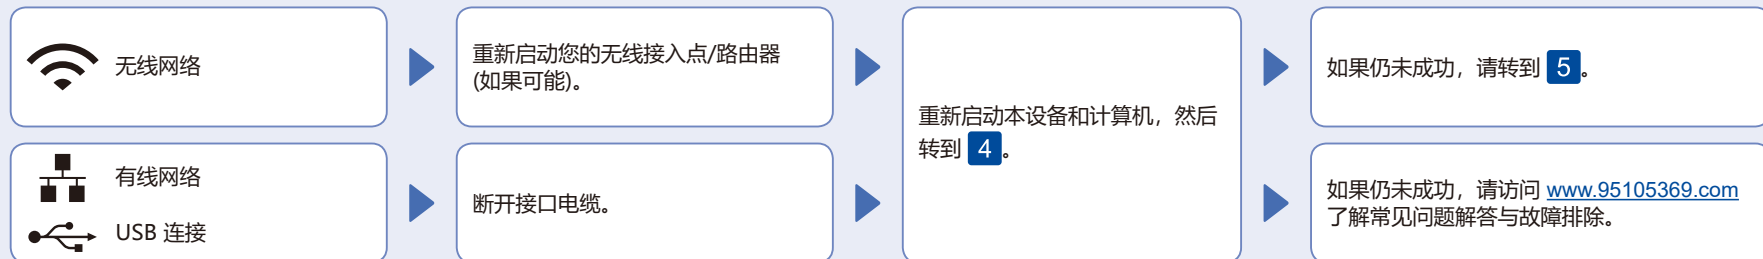 无线网络
重新启动您的无线接入点/路由器
(如果可能)。
重新启动本设备和计算机，然后
转到 4。
如果仍未成功，请转到 5。
有线网络
USB 连接
断开接口电缆。
如果仍未成功，请访问 www.95105369.com
了解常见问题解答与故障排除。